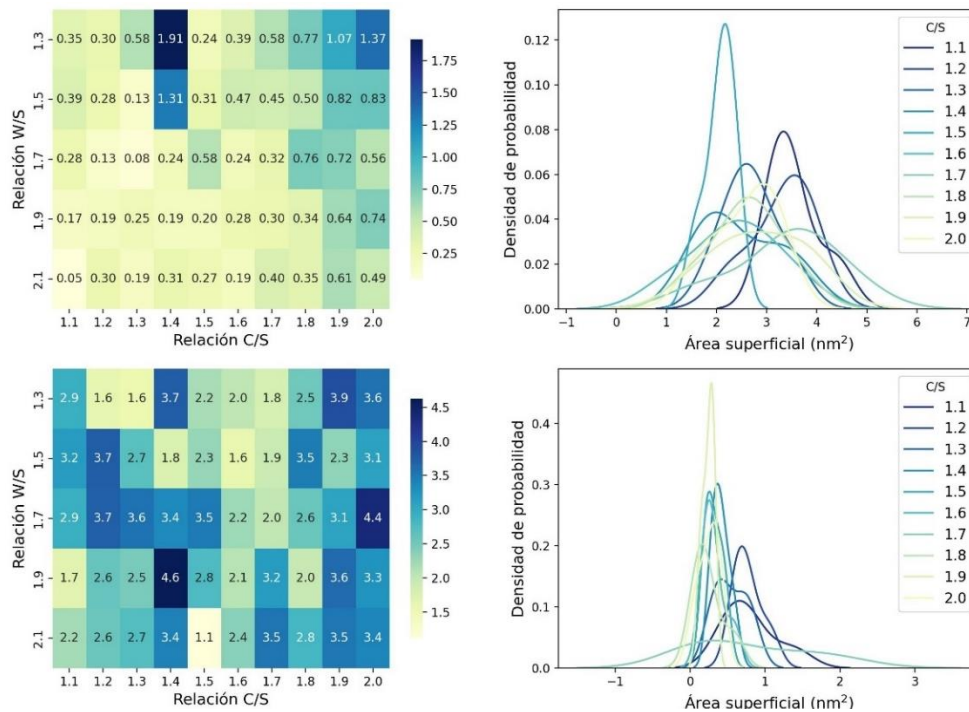 1.3 0.35 0.30 0.58 1.91 0.24 0.39 0.58 0.77 1.07 1.37
1.5 0.39 0.28 0.13 1.31 0.31 0.47 0.45 0.50 0.82 0.83
1.7 0.28 0.13 0.08 0.24 0.58 0.24 0.32 0.76 0.72 0.56
1.9 0.17 0.19 0.25 0.19 0.20 0.28 0.30 0.34 0.64 0.74
2.1 0.05 0.30 0.19 0.31 0.27 0.19 0.40 0.35 0.61 0.49
1.1 1.2 1.3 1.4 1.5 1.6 1.7 1.8 1.9 2.0
Relación W/S
Relación C/S
1.75
1.50
1.25
1.00
0.75
0.50
0.25
Densidad de probabilidad
0.12
0.10
0.08
0.06
0.04
0.02
0.00
−1 0 1 2 3 4 5 6 7
Área superficial (nm²)
C/S
1.1
1.2
1.3
1.4
1.5
1.6
1.7
1.8
1.9
2.0
1.3 2.9 1.6 1.6 3.7 2.2 2.0 1.8 2.5 3.9 3.6
1.5 3.2 3.7 2.7 1.8 2.3 1.6 1.9 3.5 2.3 3.1
1.7 2.9 3.7 3.6 3.4 3.5 2.2 2.0 2.6 3.1 4.4
1.9 1.7 2.6 2.5 4.6 2.8 2.1 3.2 2.0 3.6 3.3
2.1 2.2 2.6 2.7 3.4 1.1 2.4 3.5 2.8 3.5 3.4
1.1 1.2 1.3 1.4 1.5 1.6 1.7 1.8 1.9 2.0
Relación W/S
Relación C/S
4.5
4.0
3.5
3.0
2.5
2.0
1.5
Densidad de probabilidad
0.4
0.3
0.2
0.1
0.0
−1 0 1 2 3
Área superficial (nm²)
C/S
1.1
1.2
1.3
1.4
1.5
1.6
1.7
1.8
1.9
2.0